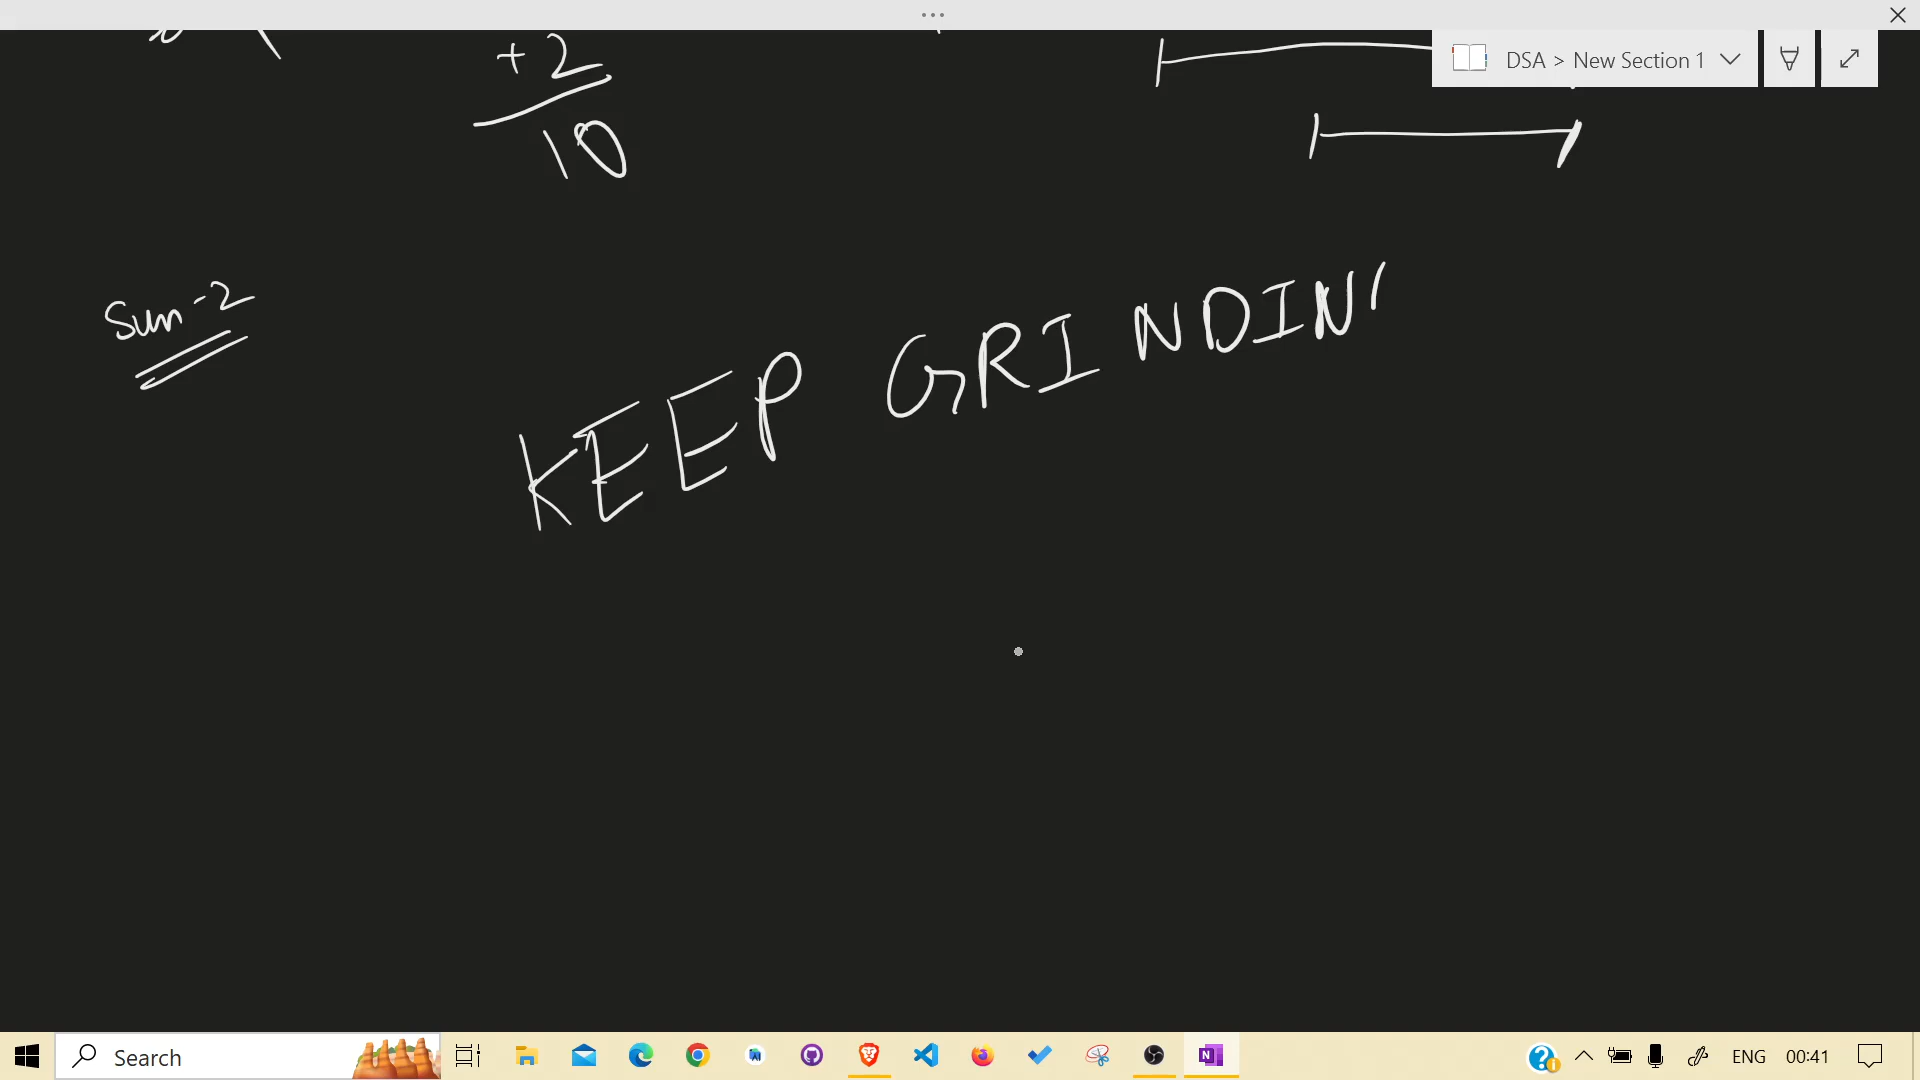 DSA > New Section 1
+2
10
Sum-2
KEEP GRINDIN
Search
ENG 00:41